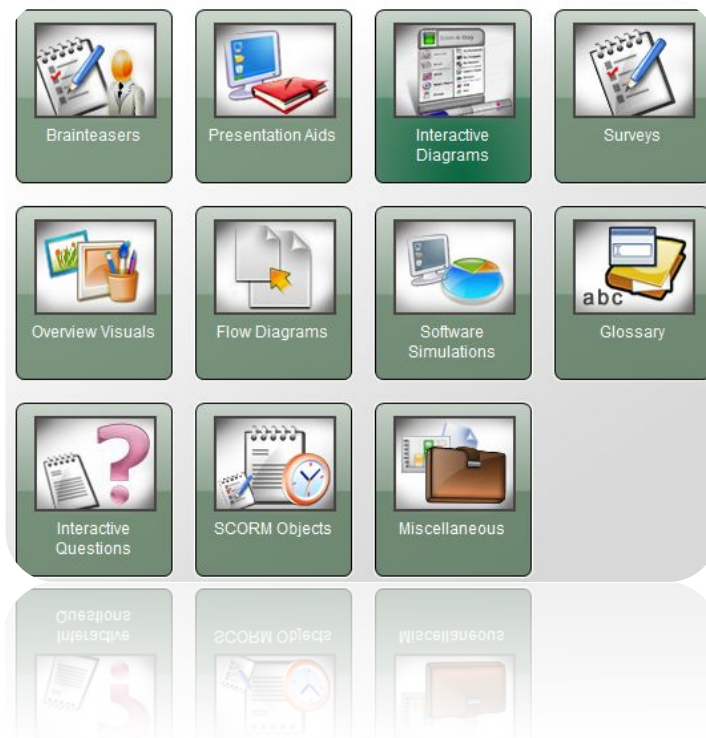 Brainteasers
Presentation Aids
Interactive
Diagrams
Surveys
Overview Visuals
Flow Diagrams
Software
Simulations
abc
Glossary
Interactive
Questions
SCORM Objects
Miscellaneous